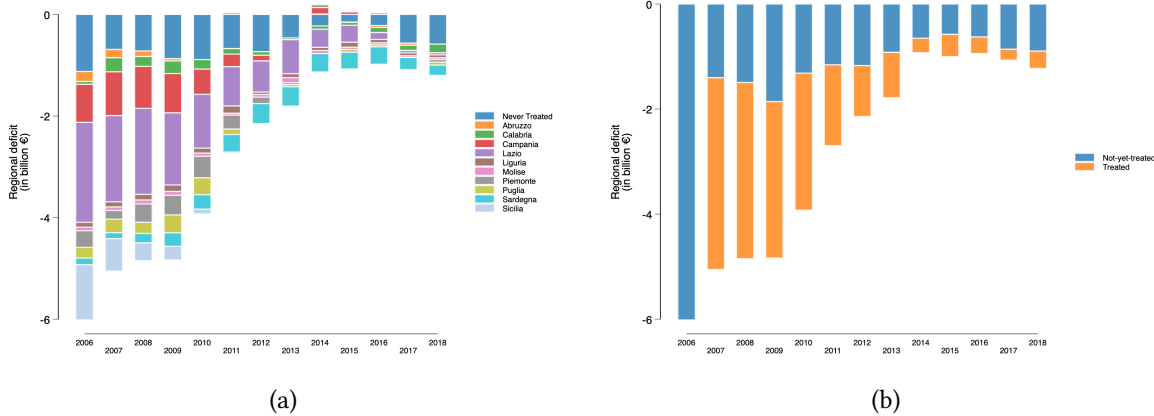 0
-2
-4
-6
Regional deficit
(in billion €)
2006
2007
2008
2009
2010
2011
2012
2013
2014
2015
2016
2017
2018
Never Treated
Abruzzo
Calabria
Campania
Lazio
Liguria
Molise
Piemonte
Puglia
Sardegna
Sicilia
(a)
0
-2
-4
-6
Regional deficit
(in billion €)
2006
2007
2008
2009
2010
2011
2012
2013
2014
2015
2016
2017
2018
Not-yet-treated
Treated
(b)